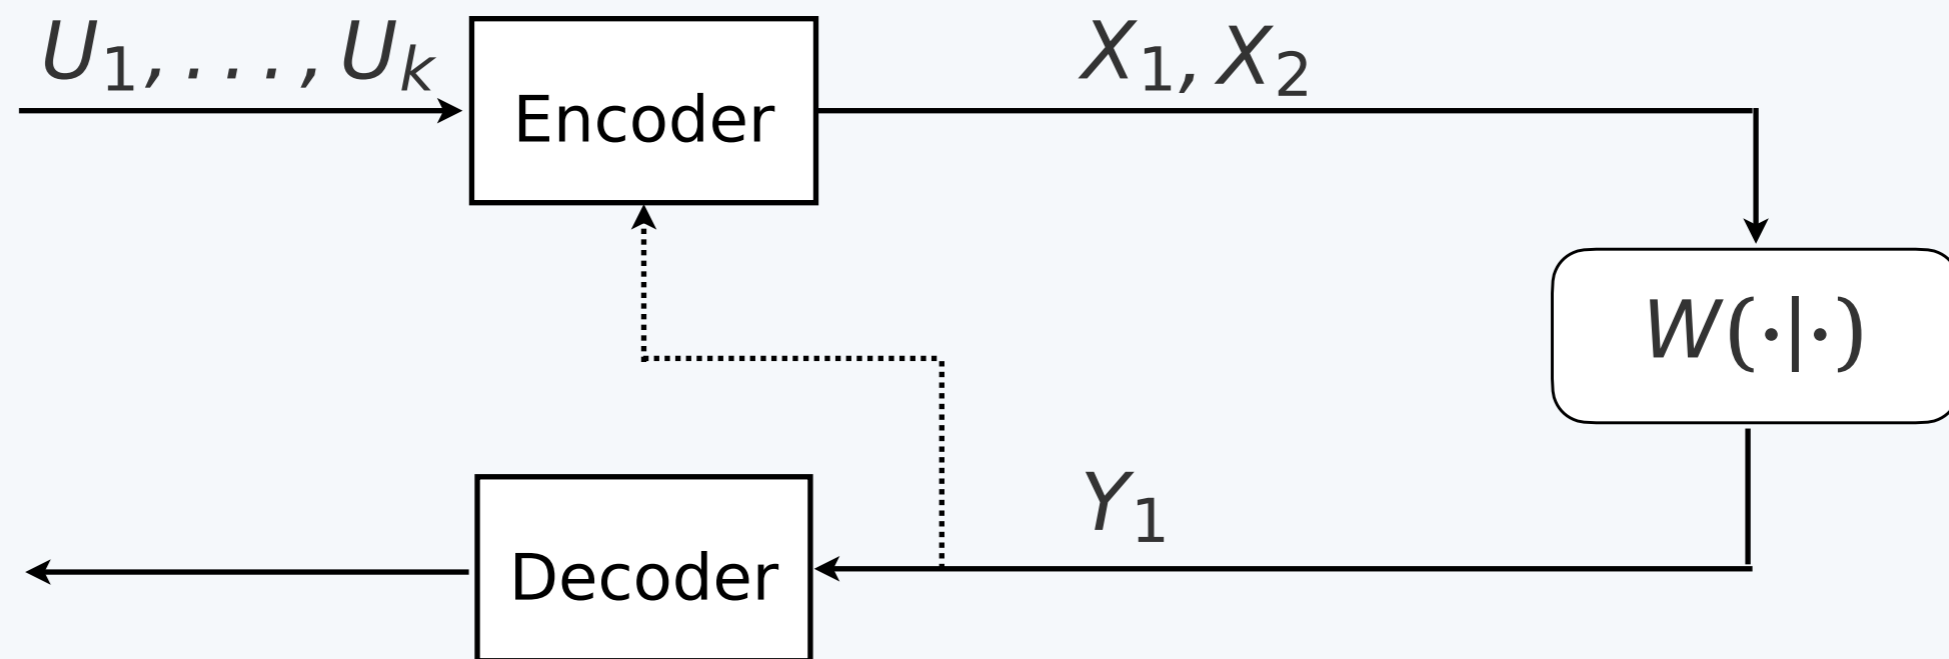 U₁, . . . , Uₖ
X₁, X₂
Encoder
W(·|·)
Y₁
Decoder